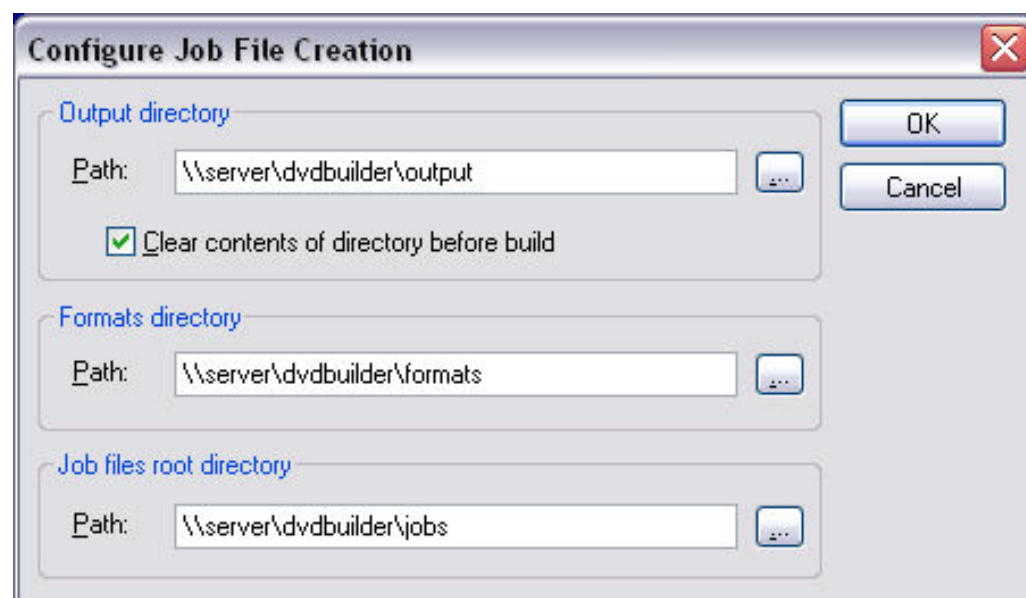 Configure Job File Creation
Output directory
OK
Path: \\server\dvdbuilder\output ...
Cancel
Clear contents of directory before build
Formats directory
Path: \\server\dvdbuilder\formats ...
Job files root directory
Path: \\server\dvdbuilder\jobs ...